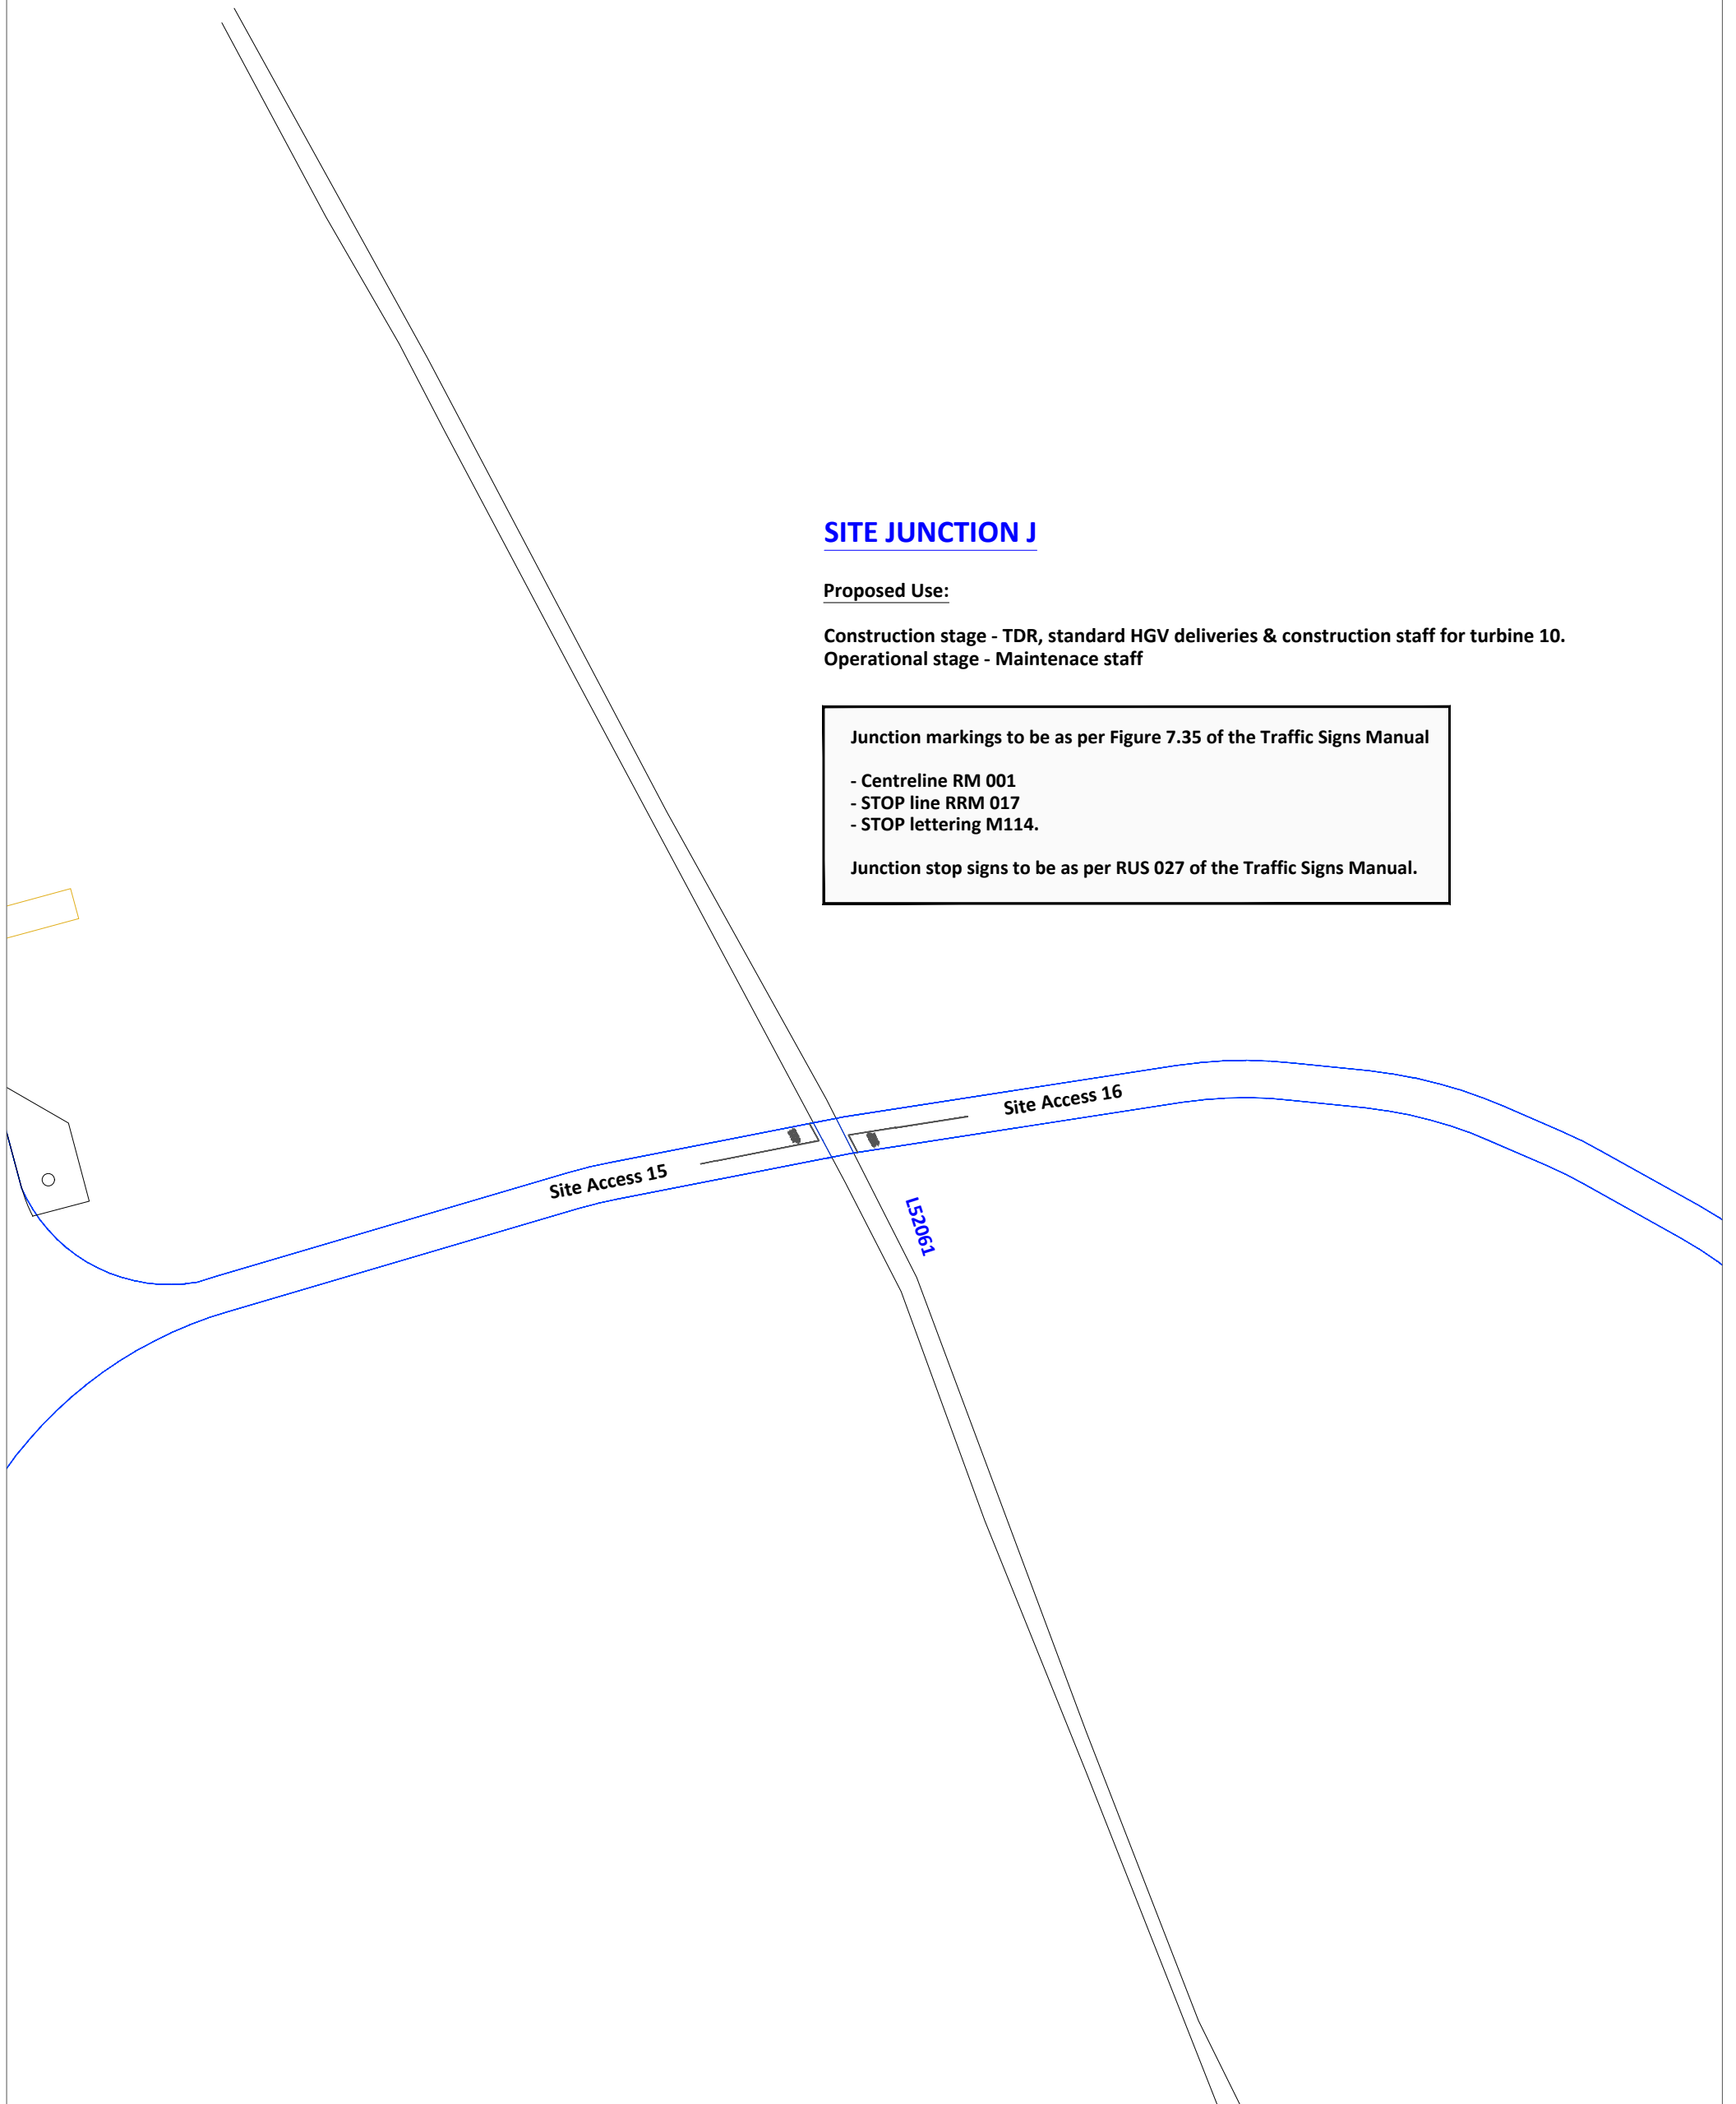 SITE JUNCTION J
Proposed Use:
Construction stage - TDR, standard HGV deliveries & construction staff for turbine 10.
Operational stage - Maintenace staff
Junction markings to be as per Figure 7.35 of the Traffic Signs Manual
- Centreline RM 001
- STOP line RRM 017
- STOP lettering M114.
Junction stop signs to be as per RUS 027 of the Traffic Signs Manual.
Site Access 16
Site Access 15
L52061